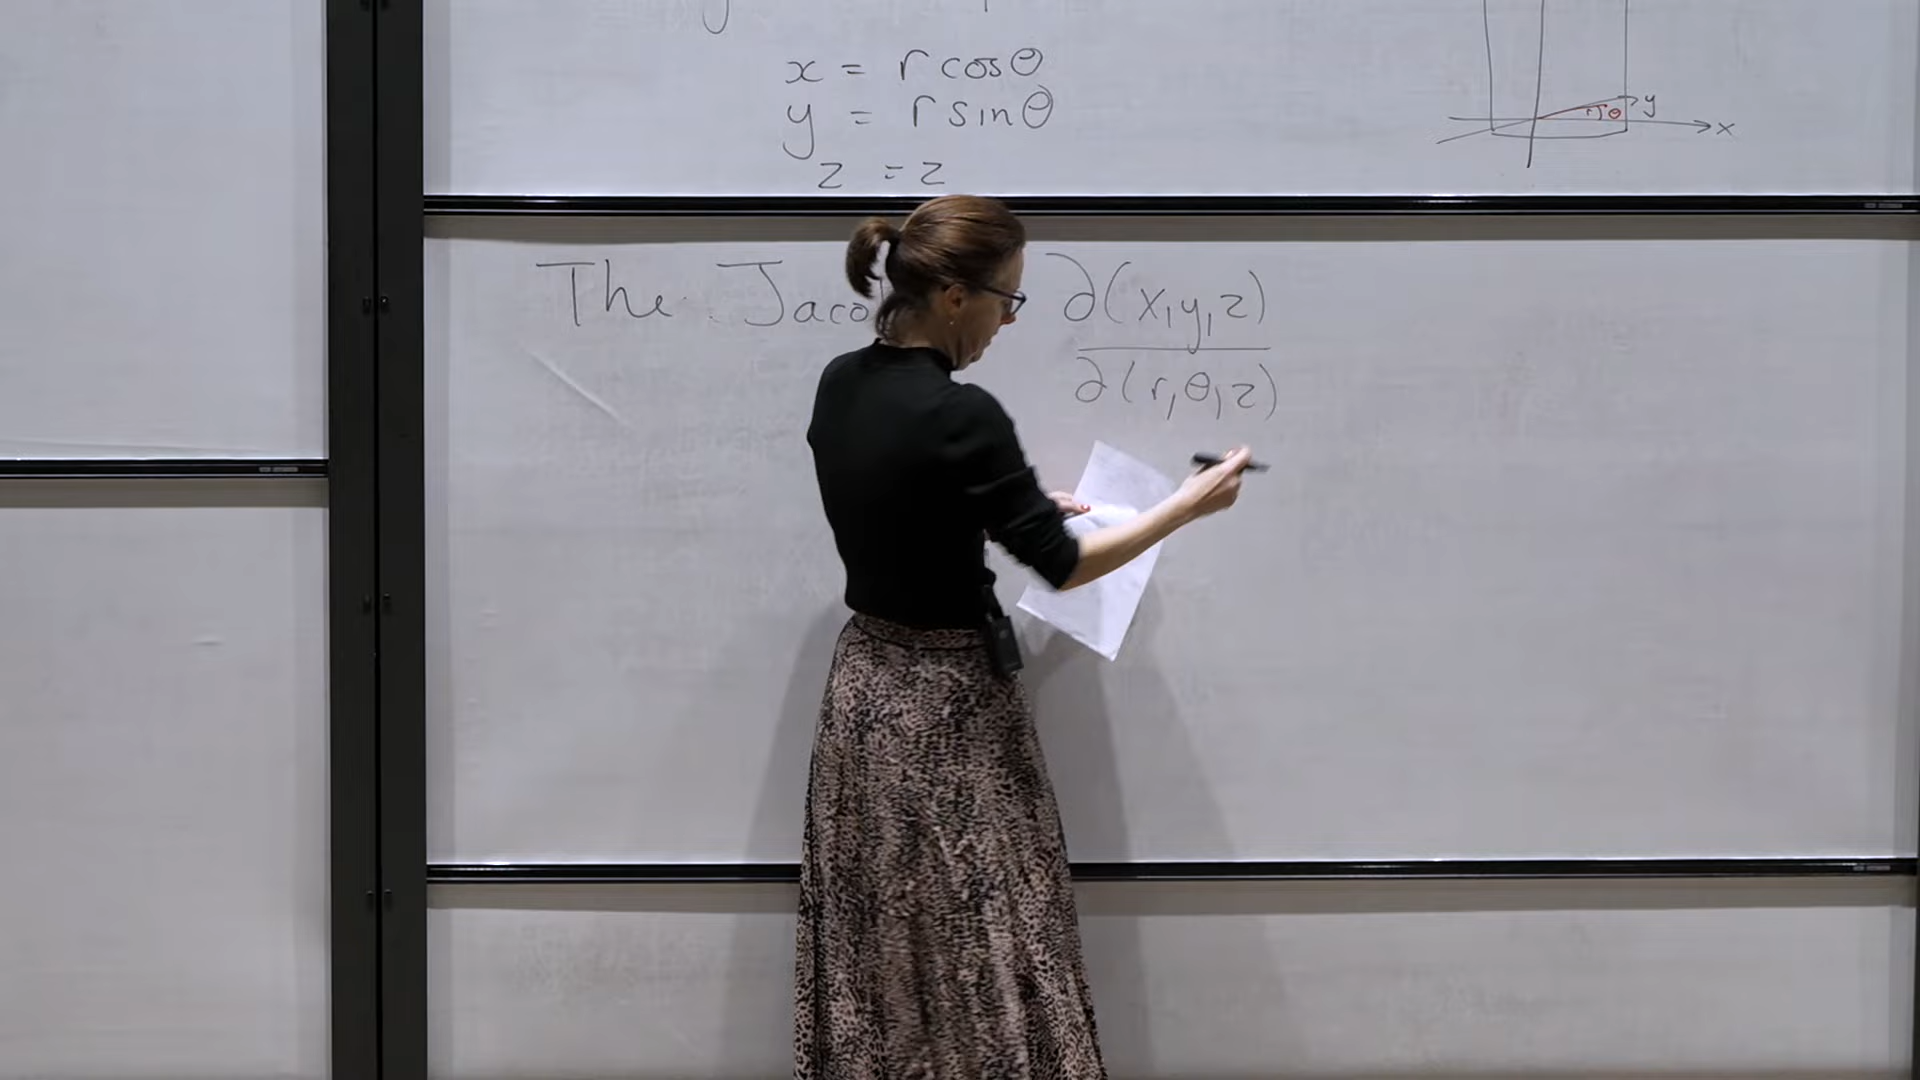 x = r cosθ
y = r sinθ
z = z
y
θ
x
The Jaco
∂(x,y,z)
∂(r,θ,z)